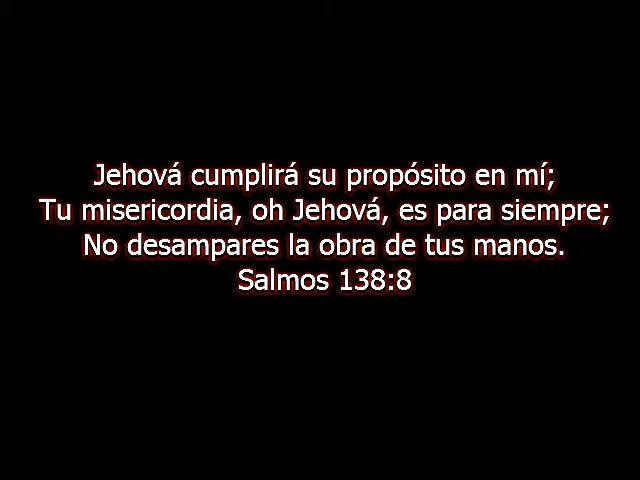 Jehová cumplirá su propósito en mí;
Tu misericordia, oh Jehová, es para siempre;
No desampares la obra de tus manos.
Salmos 138:8